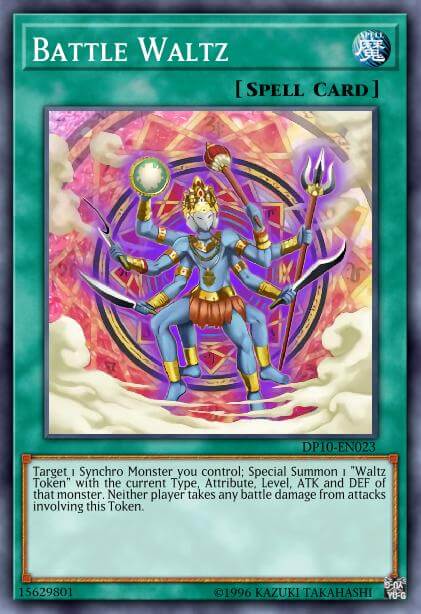 BATTLE WALTZ
[SPELL CARD]
DP10-EN023
Target 1 Synchro Monster you control; Special Summon 1 "Waltz
Token" with the current Type, Attribute, Level, ATK and DEF of
that monster. Neither player takes any battle damage from attacks
involving this Token.
15629801
©1996 KAZUKI TAKAHASHI